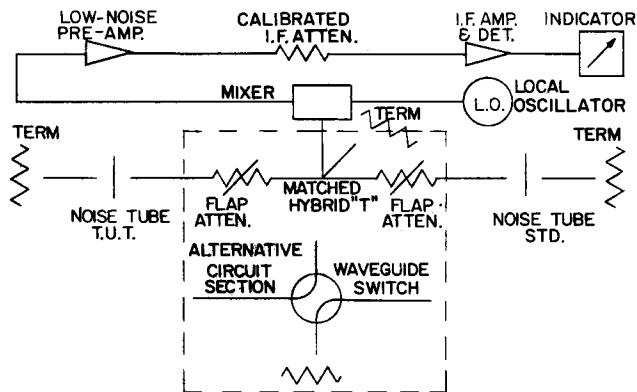 LOW-NOISE
PRE-AMP.
CALIBRATED
I.F. ATTEN.
I.F. AMP.
& DET.
INDICATOR
MIXER
L.O.
LOCAL
OSCILLATOR
TERM
TERM
TERM
NOISE TUBE
T.U.T.
FLAP
ATTEN.
MATCHED
HYBRID "T"
FLAP
ATTEN.
NOISE TUBE
STD.
ALTERNATIVE
CIRCUIT
SECTION
WAVEGUIDE
SWITCH